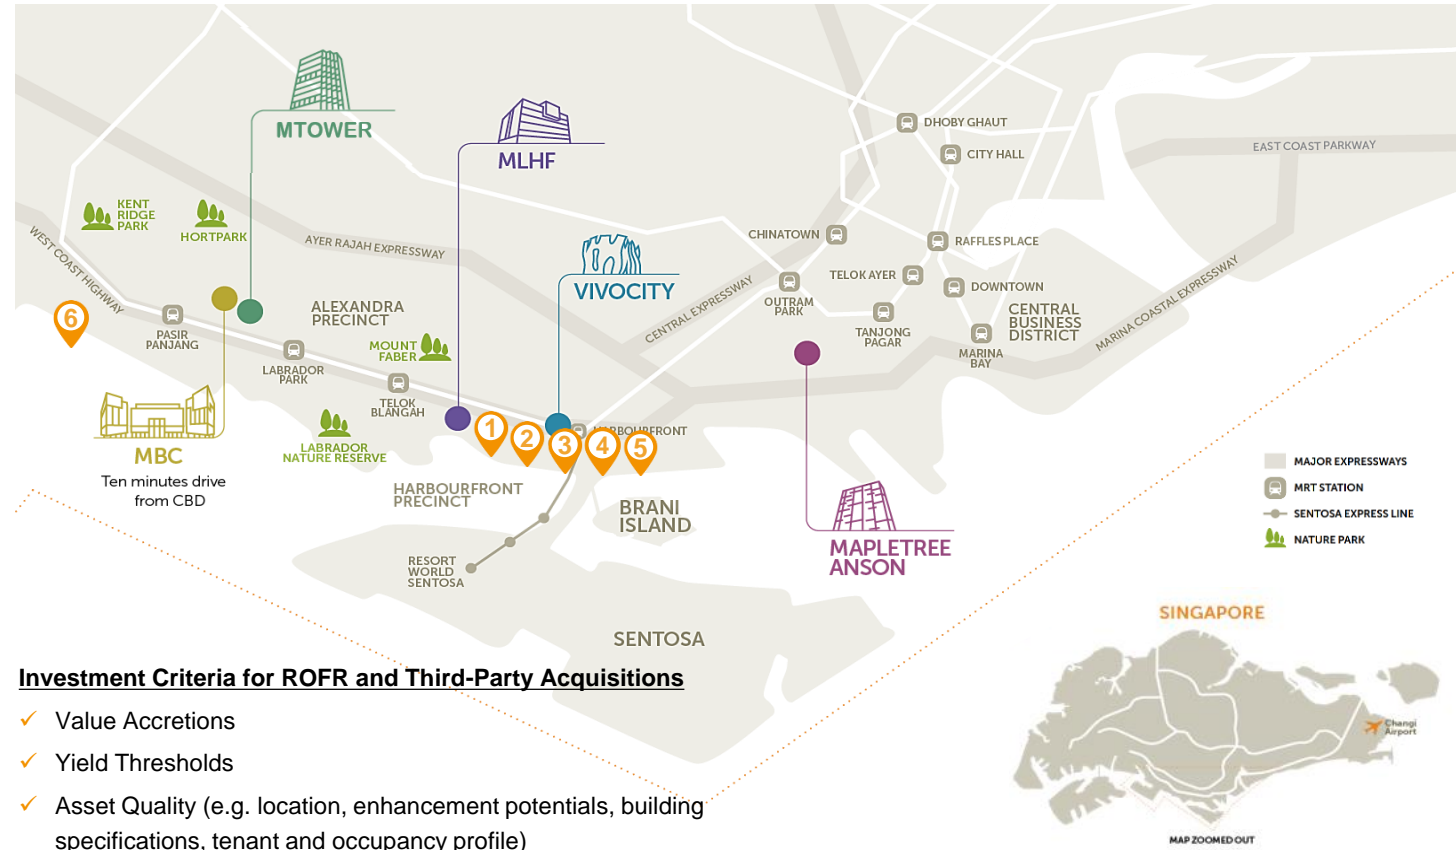 MTOWER
MLHF
DHOBY GHAUT
CITY HALL
EAST COAST PARKWAY
KENT
RIDGE
PARK
HORTPARK
WEST COAST HIGHWAY
AYER RAJAH EXPRESSWAY
CHINATOWN
RAFFLES PLACE
TELOK AYER
DOWNTOWN
VIVOCITY
OUTRAM
PARK
CENTRAL EXPRESSWAY
TANJONG
PAGAR
CENTRAL
BUSINESS
DISTRICT
MARINA COASTAL EXPRESSWAY
MARINA
BAY
6
ALEXANDRA
PRECINCT
PASIR
PANJANG
MOUNT
FABER
LABRADOR
PARK
TELOK
BLANGAH
1
2
3
4
5
HARBOURFRONT
LABRADOR
NATURE RESERVE
MBC
Ten minutes drive
from CBD
HARBOURFRONT
PRECINCT
BRANI
ISLAND
RESORT
WORLD
SENTOSA
MAPLETREE
ANSON
SENTOSA
MAJOR EXPRESSWAYS
MRT STATION
SENTOSA EXPRESS LINE
NATURE PARK
SINGAPORE
Changi
Airport
MAP ZOOMED OUT
Investment Criteria for ROFR and Third-Party Acquisitions
✓ Value Accretions
✓ Yield Thresholds
✓ Asset Quality (e.g. location, enhancement potentials, building
specifications, tenant and occupancy profile)